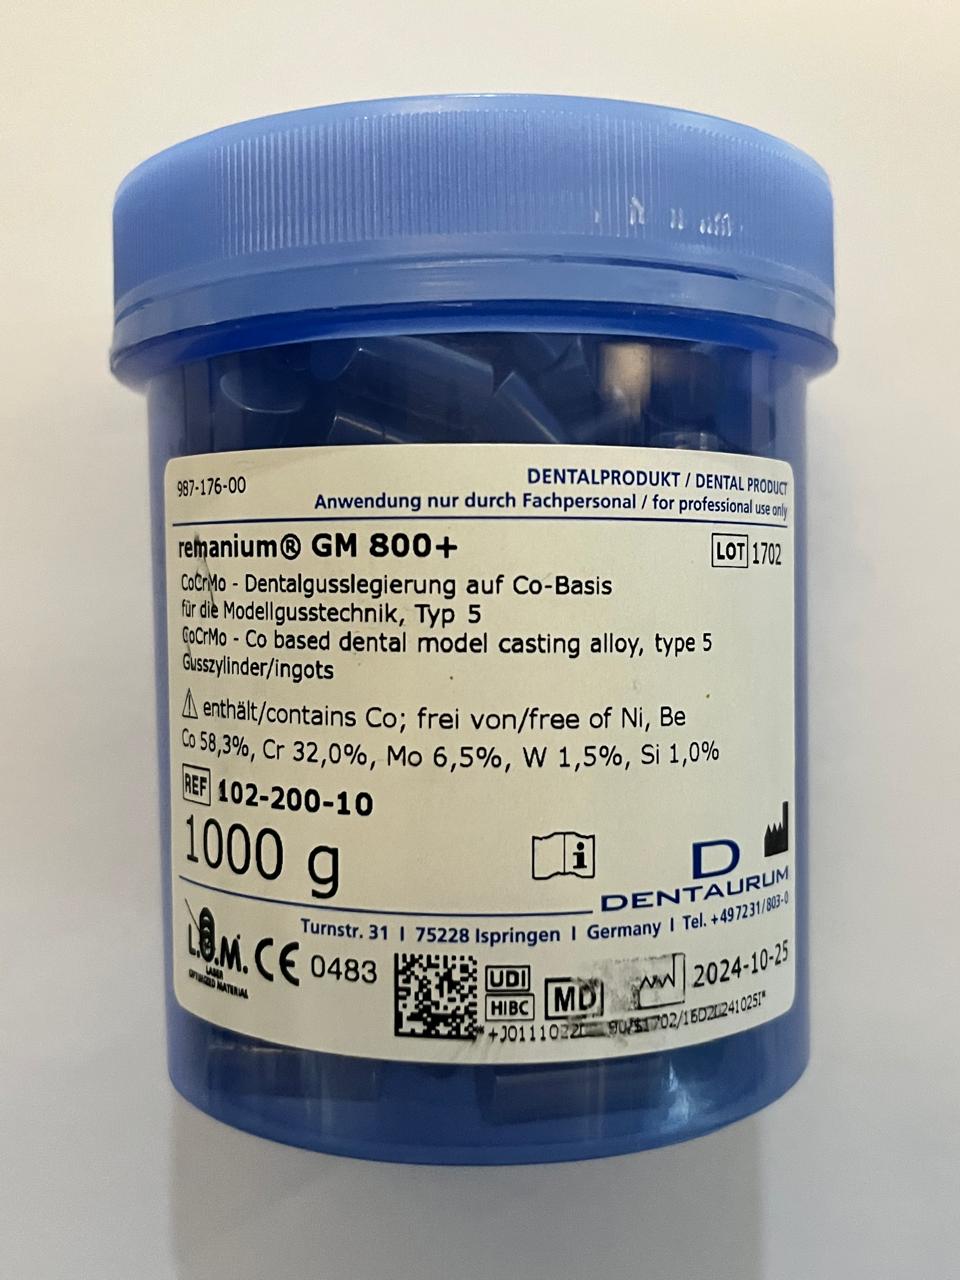 987-176-00
DENTALPRODUKT / DENTAL PRODUCT
Anwendung nur durch Fachpersonal / for professional use only
remanium® GM 800+
LOT 1702
CoCrMo - Dentalgusslegierung auf Co-Basis
für die Modellgusstechnik, Typ 5
CoCrMo - Co based dental model casting alloy, type 5
Gusszylinder/ingots
enthält/contains Co; frei von/free of Ni, Be
Co 58,3%, Cr 32,0%, Mo 6,5%, W 1,5%, Si 1,0%
REF 102-200-10
1000 g
i
D
DENTAURUM
Turnstr. 31 I 75228 Ispringen I Germany I Tel. +497231/803-0
L.O.M.
LASER
OPTIMIZED MATERIAL
CE 0483
UDI
HIBC
MD
2024-10-25